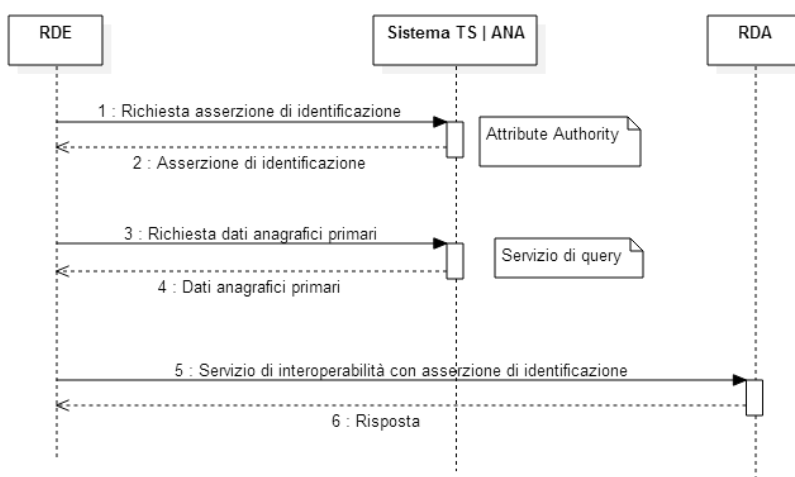 RDE
Sistema TS | ANA
RDA
1 : Richiesta asserzione di identificazione
Attribute Authority
2 : Asserzione di identificazione
3 : Richiesta dati anagrafici primari
Servizio di query
4 : Dati anagrafici primari
5 : Servizio di interoperabilità con asserzione di identificazione
6 : Risposta